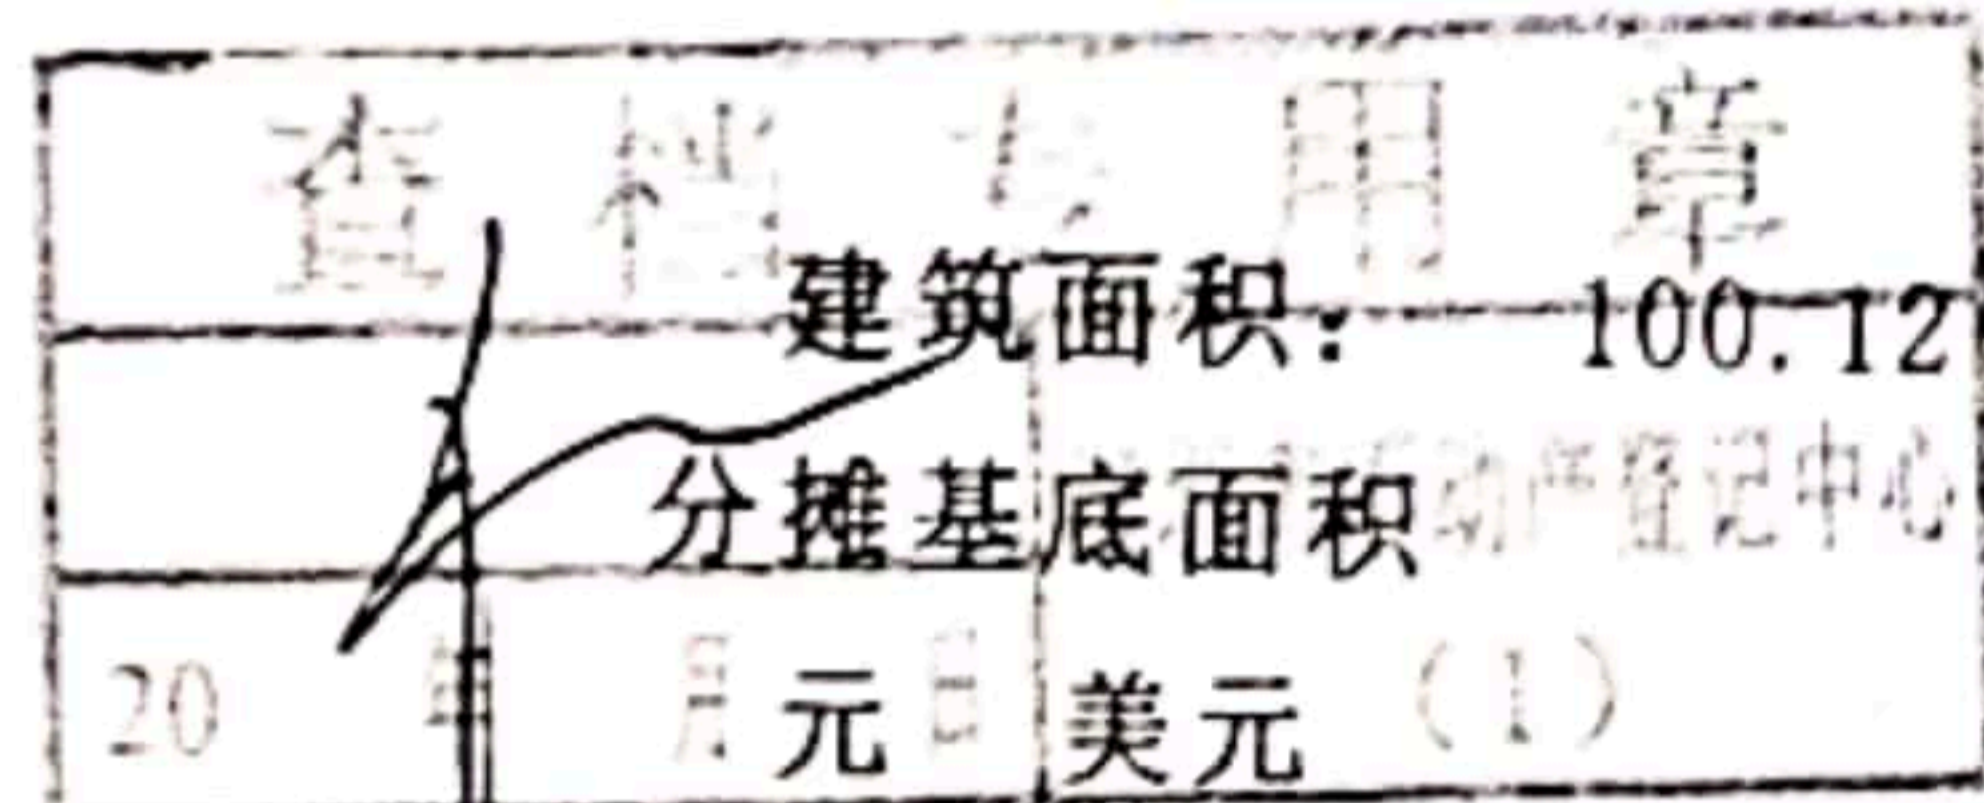 查档专用章
建筑面积: 100.12
分摊基底面积
动产登记中心
20 年 月 日
元 美元 (1)